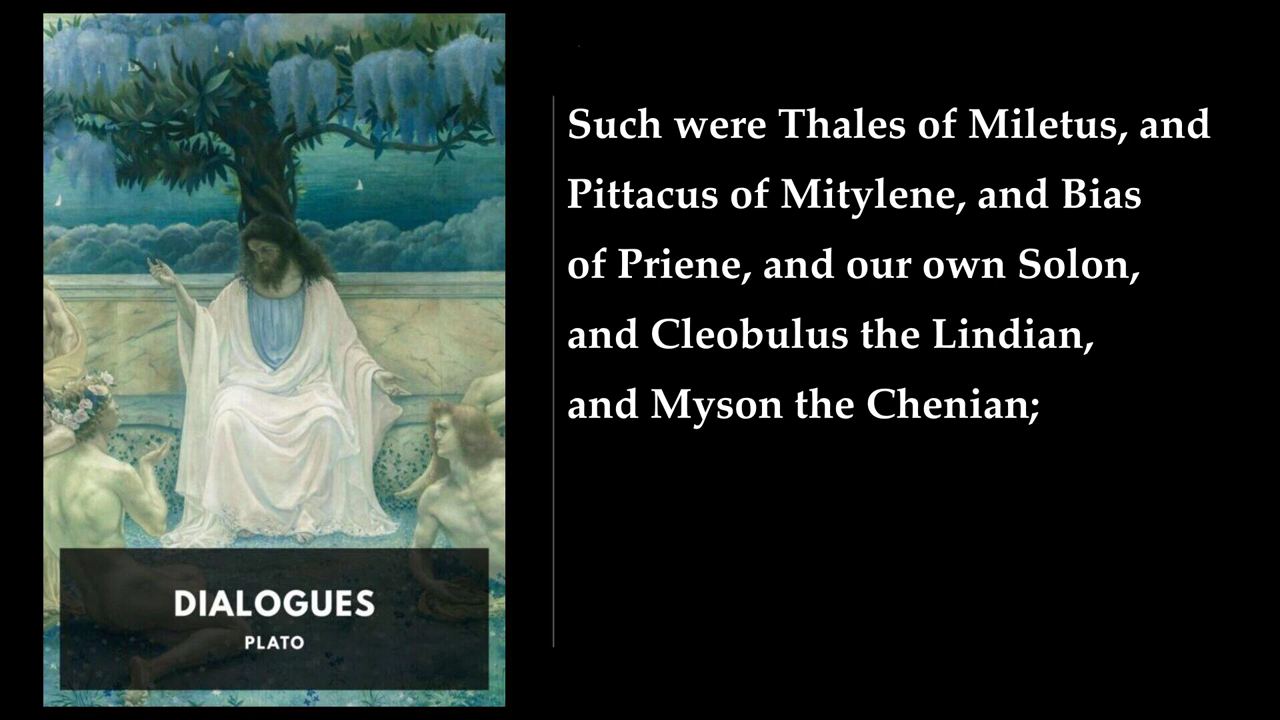 Such were Thales of Miletus, and
Pittacus of Mitylene, and Bias
of Priene, and our own Solon,
and Cleobulus the Lindian,
and Myson the Chenian;
DIALOGUES
PLATO